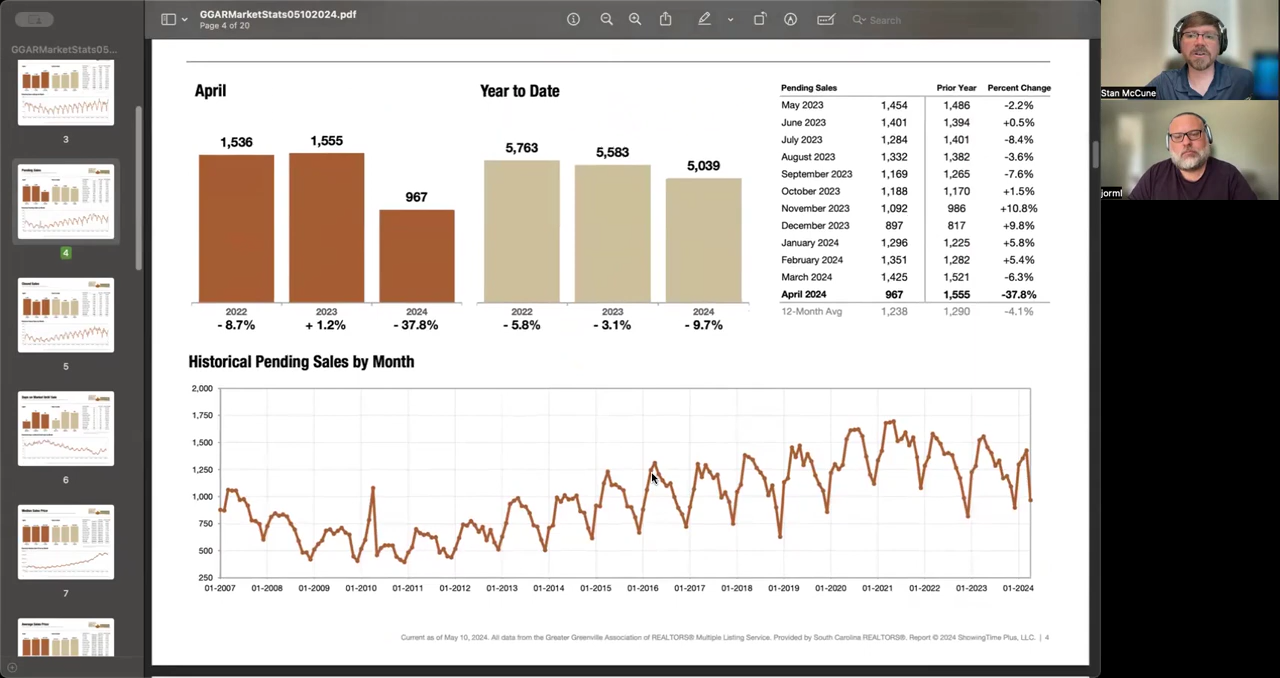 GGARMarketStats05102024.pdf
Page 4 of 20
Search
GGARMarketStats05...
3
4
5
6
7
Stan McCune
jorml
April
1,536
1,555
967
2022
2023
2024
- 8.7%
+ 1.2%
- 37.8%
Year to Date
5,763
5,583
5,039
2022
2023
2024
- 5.8%
- 3.1%
- 9.7%
Pending Sales Prior Year Percent Change
May 2023 1,454 1,486 -2.2%
June 2023 1,401 1,394 +0.5%
July 2023 1,284 1,401 -8.4%
August 2023 1,332 1,382 -3.6%
September 2023 1,169 1,265 -7.6%
October 2023 1,188 1,170 +1.5%
November 2023 1,092 986 +10.8%
December 2023 897 817 +9.8%
January 2024 1,296 1,225 +5.8%
February 2024 1,351 1,282 +5.4%
March 2024 1,425 1,521 -6.3%
April 2024 967 1,555 -37.8%
12-Month Avg 1,238 1,290 -4.1%
Historical Pending Sales by Month
2,000
1,750
1,500
1,250
1,000
750
500
250
01-2007 01-2008 01-2009 01-2010 01-2011 01-2012 01-2013 01-2014 01-2015 01-2016 01-2017 01-2018 01-2019 01-2020 01-2021 01-2022 01-2023 01-2024
Current as of May 10, 2024. All data from the Greater Greenville Association of REALTORS® Multiple Listing Service. Provided by South Carolina REALTORS®. Report © 2024 ShowingTime Plus, LLC. | 4